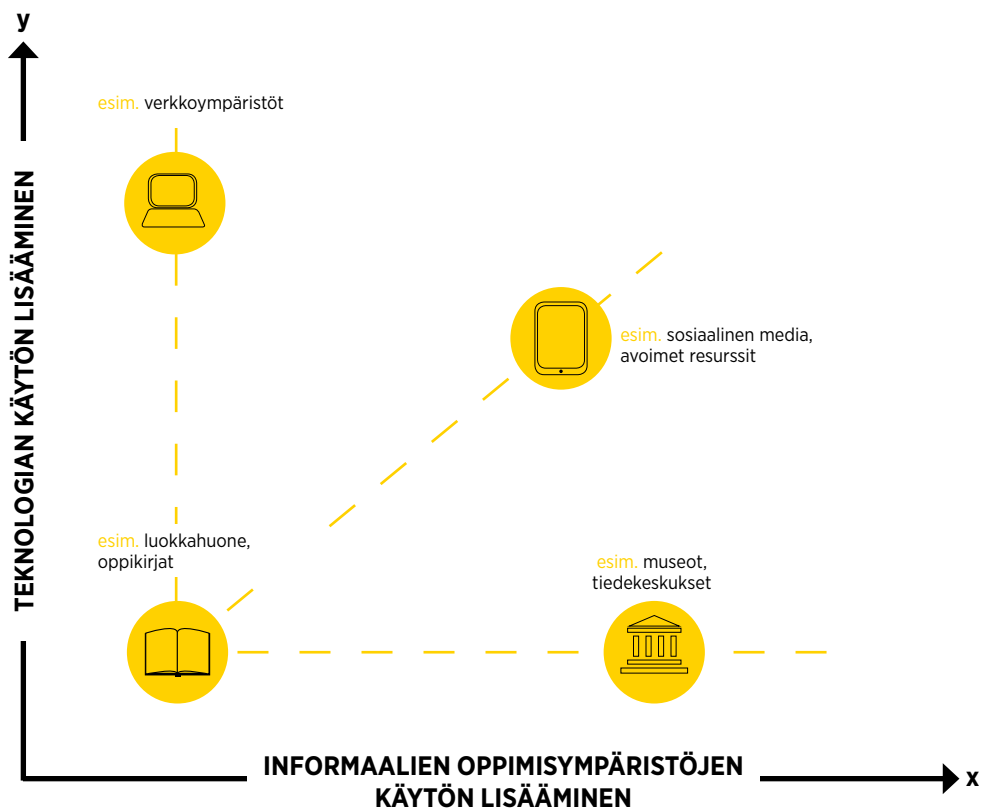 y
TEKNOLOGIAN KÄYTÖN LISÄÄMINEN
esim. verkkoympäristöt
esim. sosiaalinen media,
avoimet resurssit
esim. luokkahuone,
oppikirjat
esim. museot,
tiedekeskukset
INFORMAALIEN OPPIMISYMPÄRISTÖJEN
KÄYTÖN LISÄÄMINEN
x